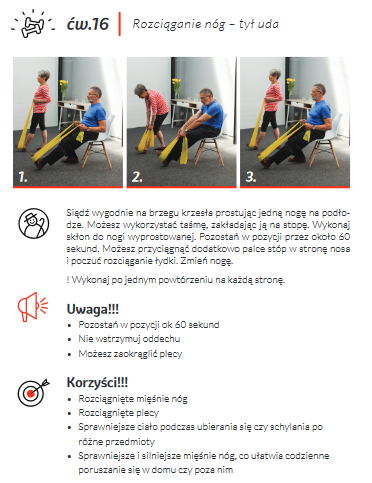 ćw.16
Rozciąganie nóg – tył uda
1.
2.
3.
Siądź wygodnie na brzegu krzesła prostując jedną nogę na podło-
dze. Możesz wykorzystać taśmę, zakładając ją na stopę. Wykonaj
skłon do nogi wyprostowanej. Pozostań w pozycji przez około 60
sekund. Możesz przyciągnąć dodatkowo palce stóp w stronę nosa
i poczuć rozciąganie łydki. Zmień nogę.
! Wykonaj po jednym powtórzeniu na każdą stronę.
Uwaga!!!
• Pozostań w pozycji ok 60 sekund
• Nie wstrzymuj oddechu
• Możesz zaokrąglić plecy
Korzyści!!!
• Rozciągnięte mięśnie nóg
• Rozciągnięte plecy
• Sprawniejsze ciało podczas ubierania się czy schylania po
różne przedmioty
• Sprawniejsze i silniejsze mięśnie nóg, co ułatwia codzienne
poruszanie się w domu czy poza nim